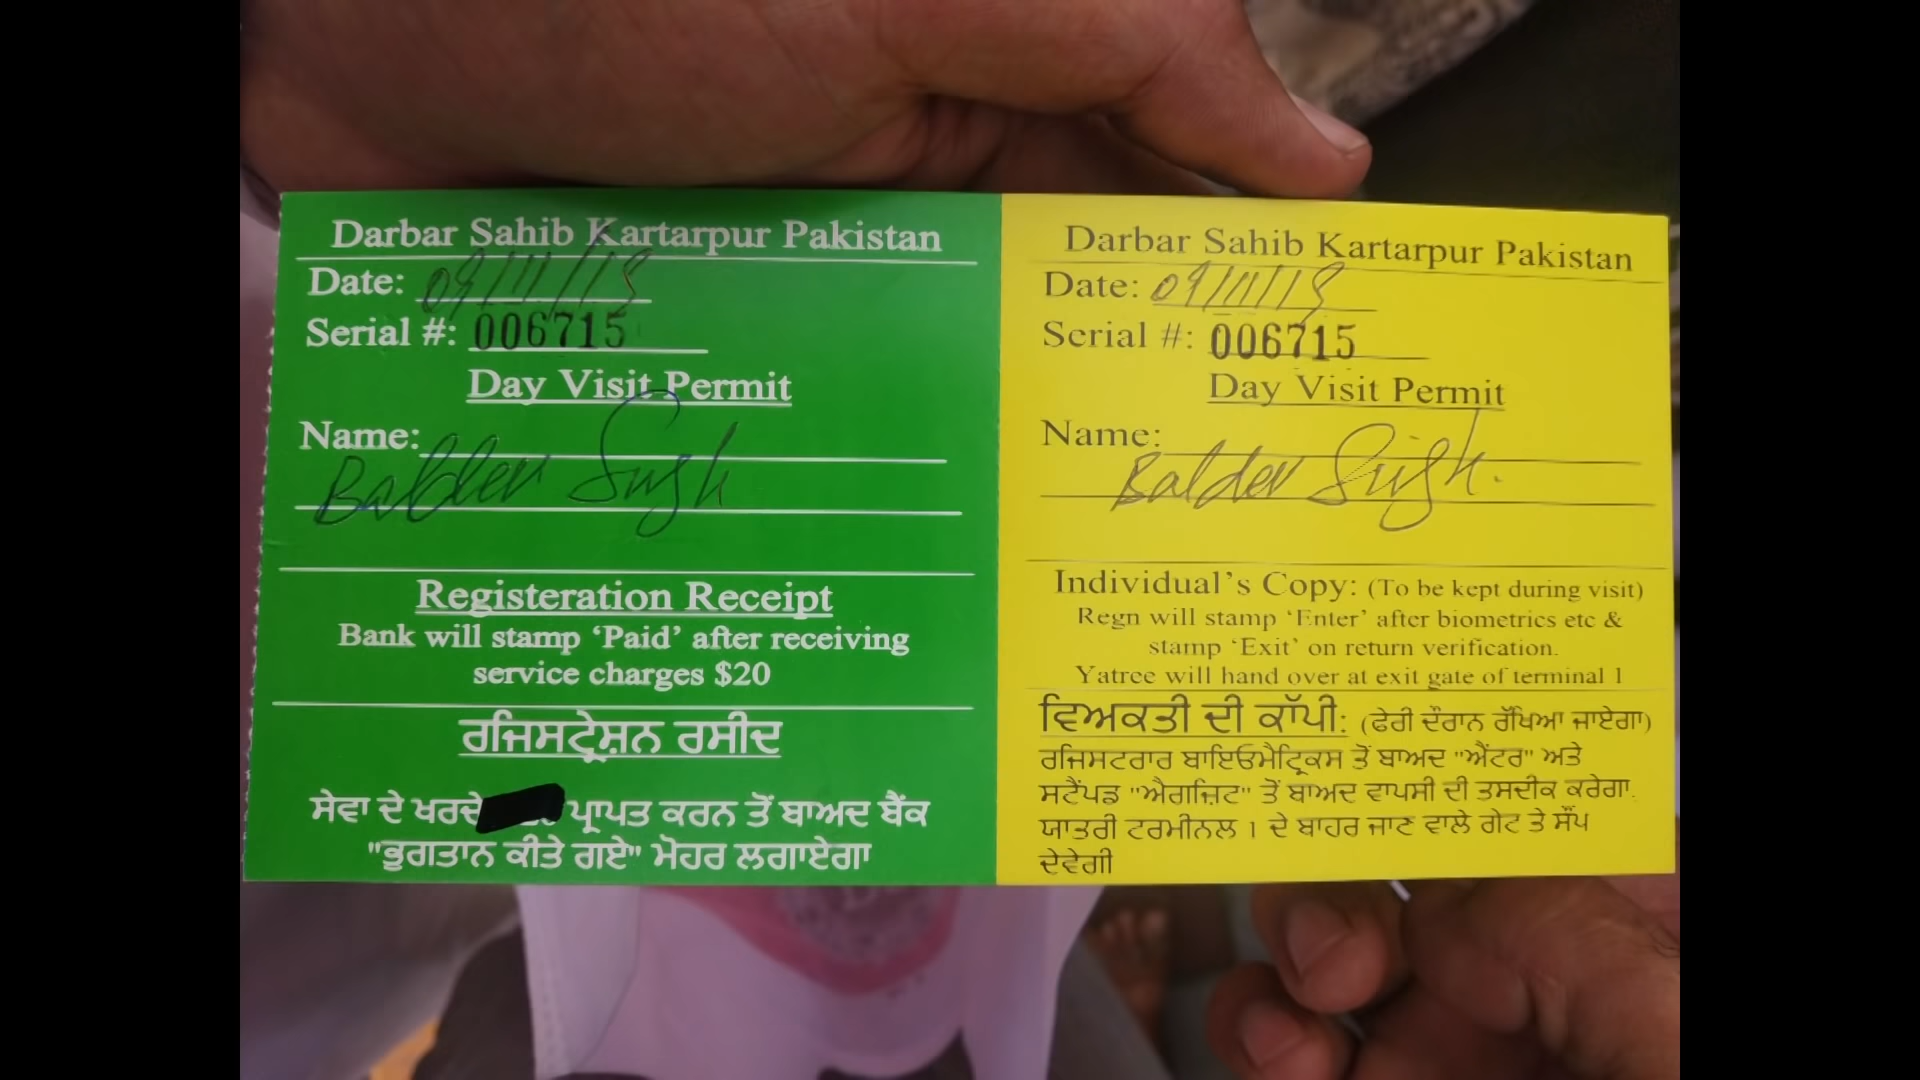 Darbar Sahib Kartarpur Pakistan
Date: 09/11/19
Serial #: 006715
Day Visit Permit
Name:
Baldev Singh
Registeration Receipt
Bank will stamp ‘Paid’ after receiving
service charges $20
ਰਜਿਸਟ੍ਰੇਸ਼ਨ ਰਸੀਦ
ਸੇਵਾ ਦੇ ਖਰਚੇ ਪ੍ਰਾਪਤ ਕਰਨ ਤੋਂ ਬਾਅਦ ਬੈਂਕ
"ਭੁਗਤਾਨ ਕੀਤੇ ਗਏ" ਮੋਹਰ ਲਗਾਏਗਾ
Darbar Sahib Kartarpur Pakistan
Date: 09/11/19
Serial #: 006715
Day Visit Permit
Name:
Baldev Singh.
Individual’s Copy: (To be kept during visit)
Regn will stamp ‘Enter’ after biometrics etc &
stamp ‘Exit’ on return verification.
Yatree will hand over at exit gate of terminal 1
ਵਿਅਕਤੀ ਦੀ ਕਾੱਪੀ: (ਫੇਰੀ ਦੌਰਾਨ ਰੱਖਿਆ ਜਾਏਗਾ)
ਰਜਿਸਟਰਾਰ ਬਾਇਓਮੈਟ੍ਰਿਕਸ ਤੋਂ ਬਾਅਦ "ਐਂਟਰ" ਅਤੇ
ਸਟੈਂਪਡ "ਐਗਜ਼ਿਟ" ਤੋਂ ਬਾਅਦ ਵਾਪਸੀ ਦੀ ਤਸਦੀਕ ਕਰੇਗਾ.
ਯਾਤਰੀ ਟਰਮੀਨਲ 1 ਦੇ ਬਾਹਰ ਜਾਣ ਵਾਲੇ ਗੇਟ ਤੇ ਸੌਂਪ
ਦੇਵੇਗੀ